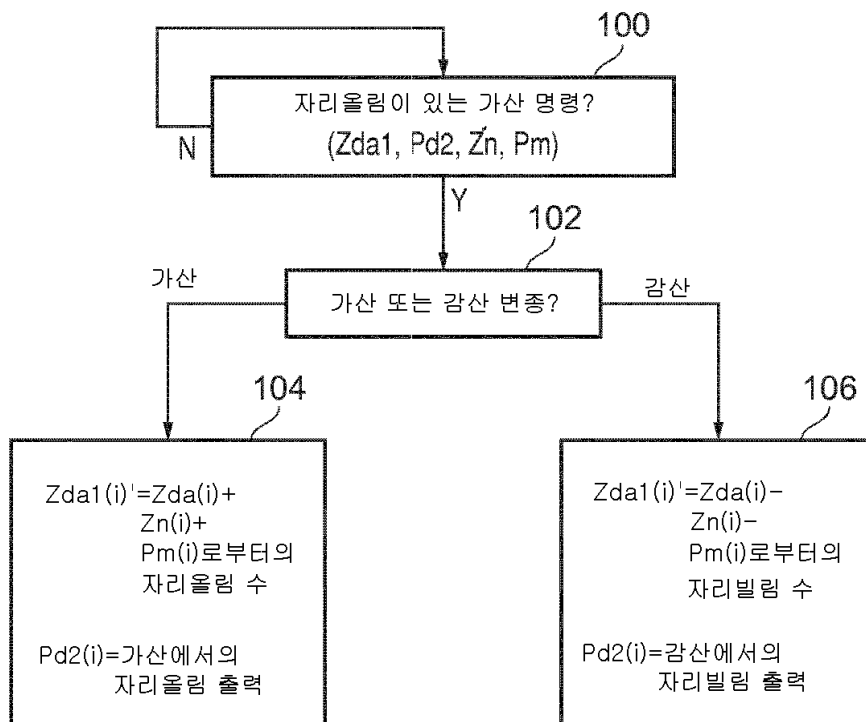 100
자리올림이 있는 가산 명령?
(Zda1, Pd2, Zn, Pm)
N
Y
102
가산
가산 또는 감산 변종?
감산
104
Zda1(i)'=Zda(i)+
Zn(i)+
Pm(i)로부터의
자리올림 수
Pd2(i)=가산에서의
자리올림 출력
106
Zda1(i)'=Zda(i)-
Zn(i)-
Pm(i)로부터의
자리빌림 수
Pd2(i)=감산에서의
자리빌림 출력